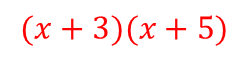 (x + 3)(x + 5)